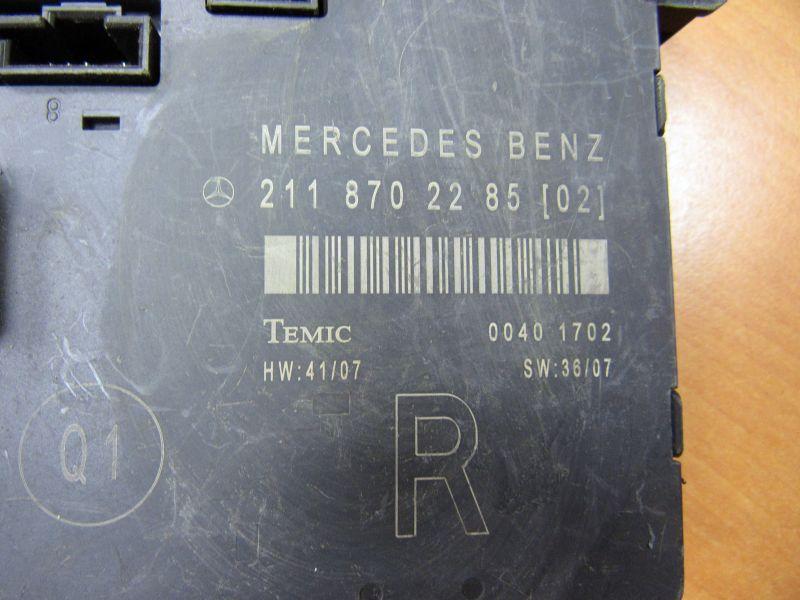 8
MERCEDES BENZ
211 870 22 85 [02]
TEMIC 0040 1702
HW:41/07 SW:36/07
Q1
R